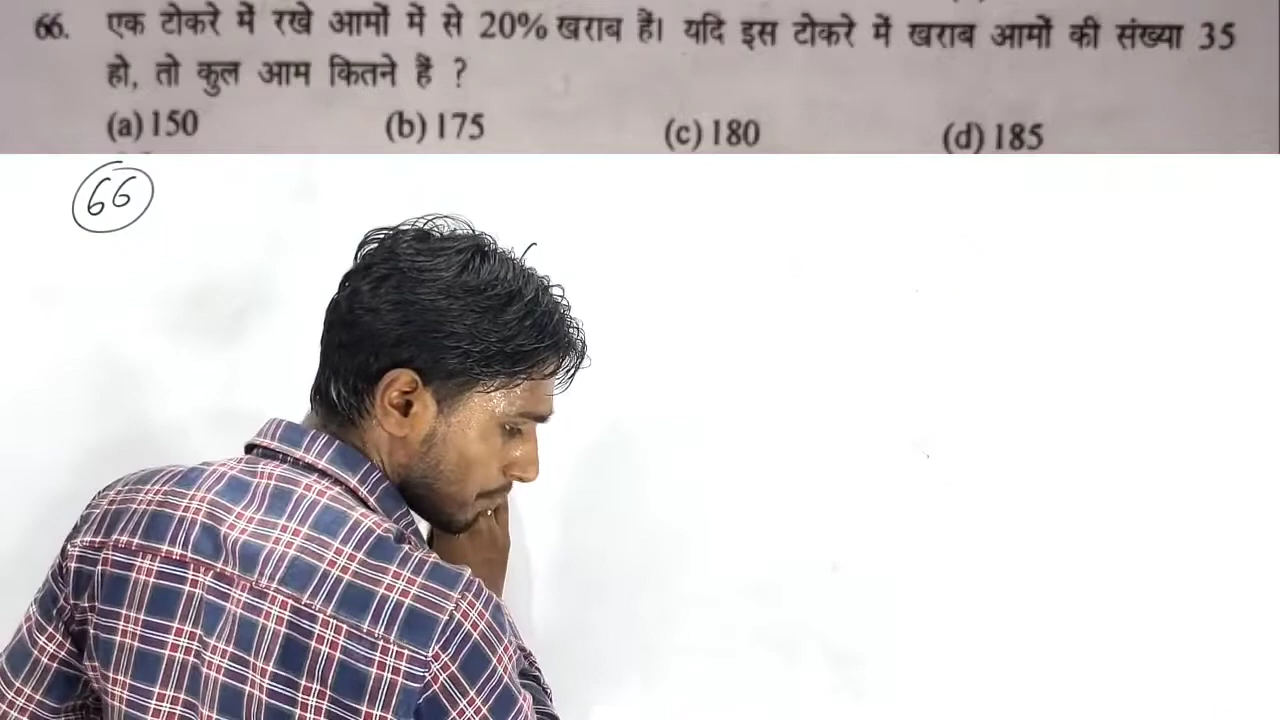 66. एक टोकरे में रखे आमों में से 20% खराब हैं। यदि इस टोकरे में खराब आमों की संख्या 35
हो, तो कुल आम कितने हैं ?
(a) 150 (b) 175 (c) 180 (d) 185
66